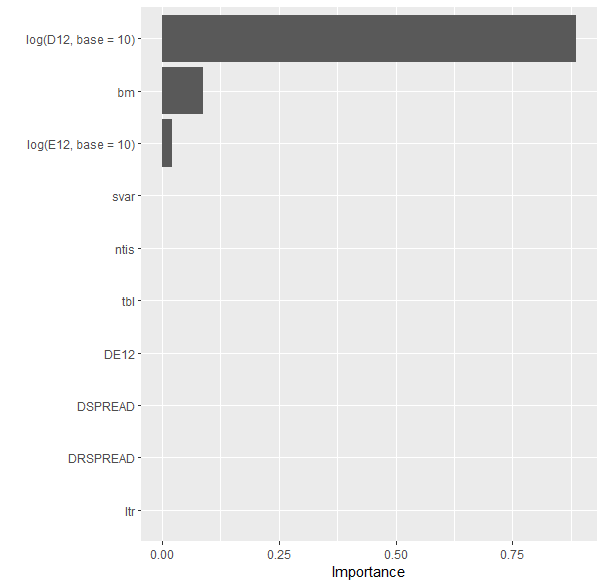 log(D12, base = 10)
bm
log(E12, base = 10)
svar
ntis
tbl
DE12
DSPREAD
DRSPREAD
ltr
0.00 0.25 0.50 0.75
Importance